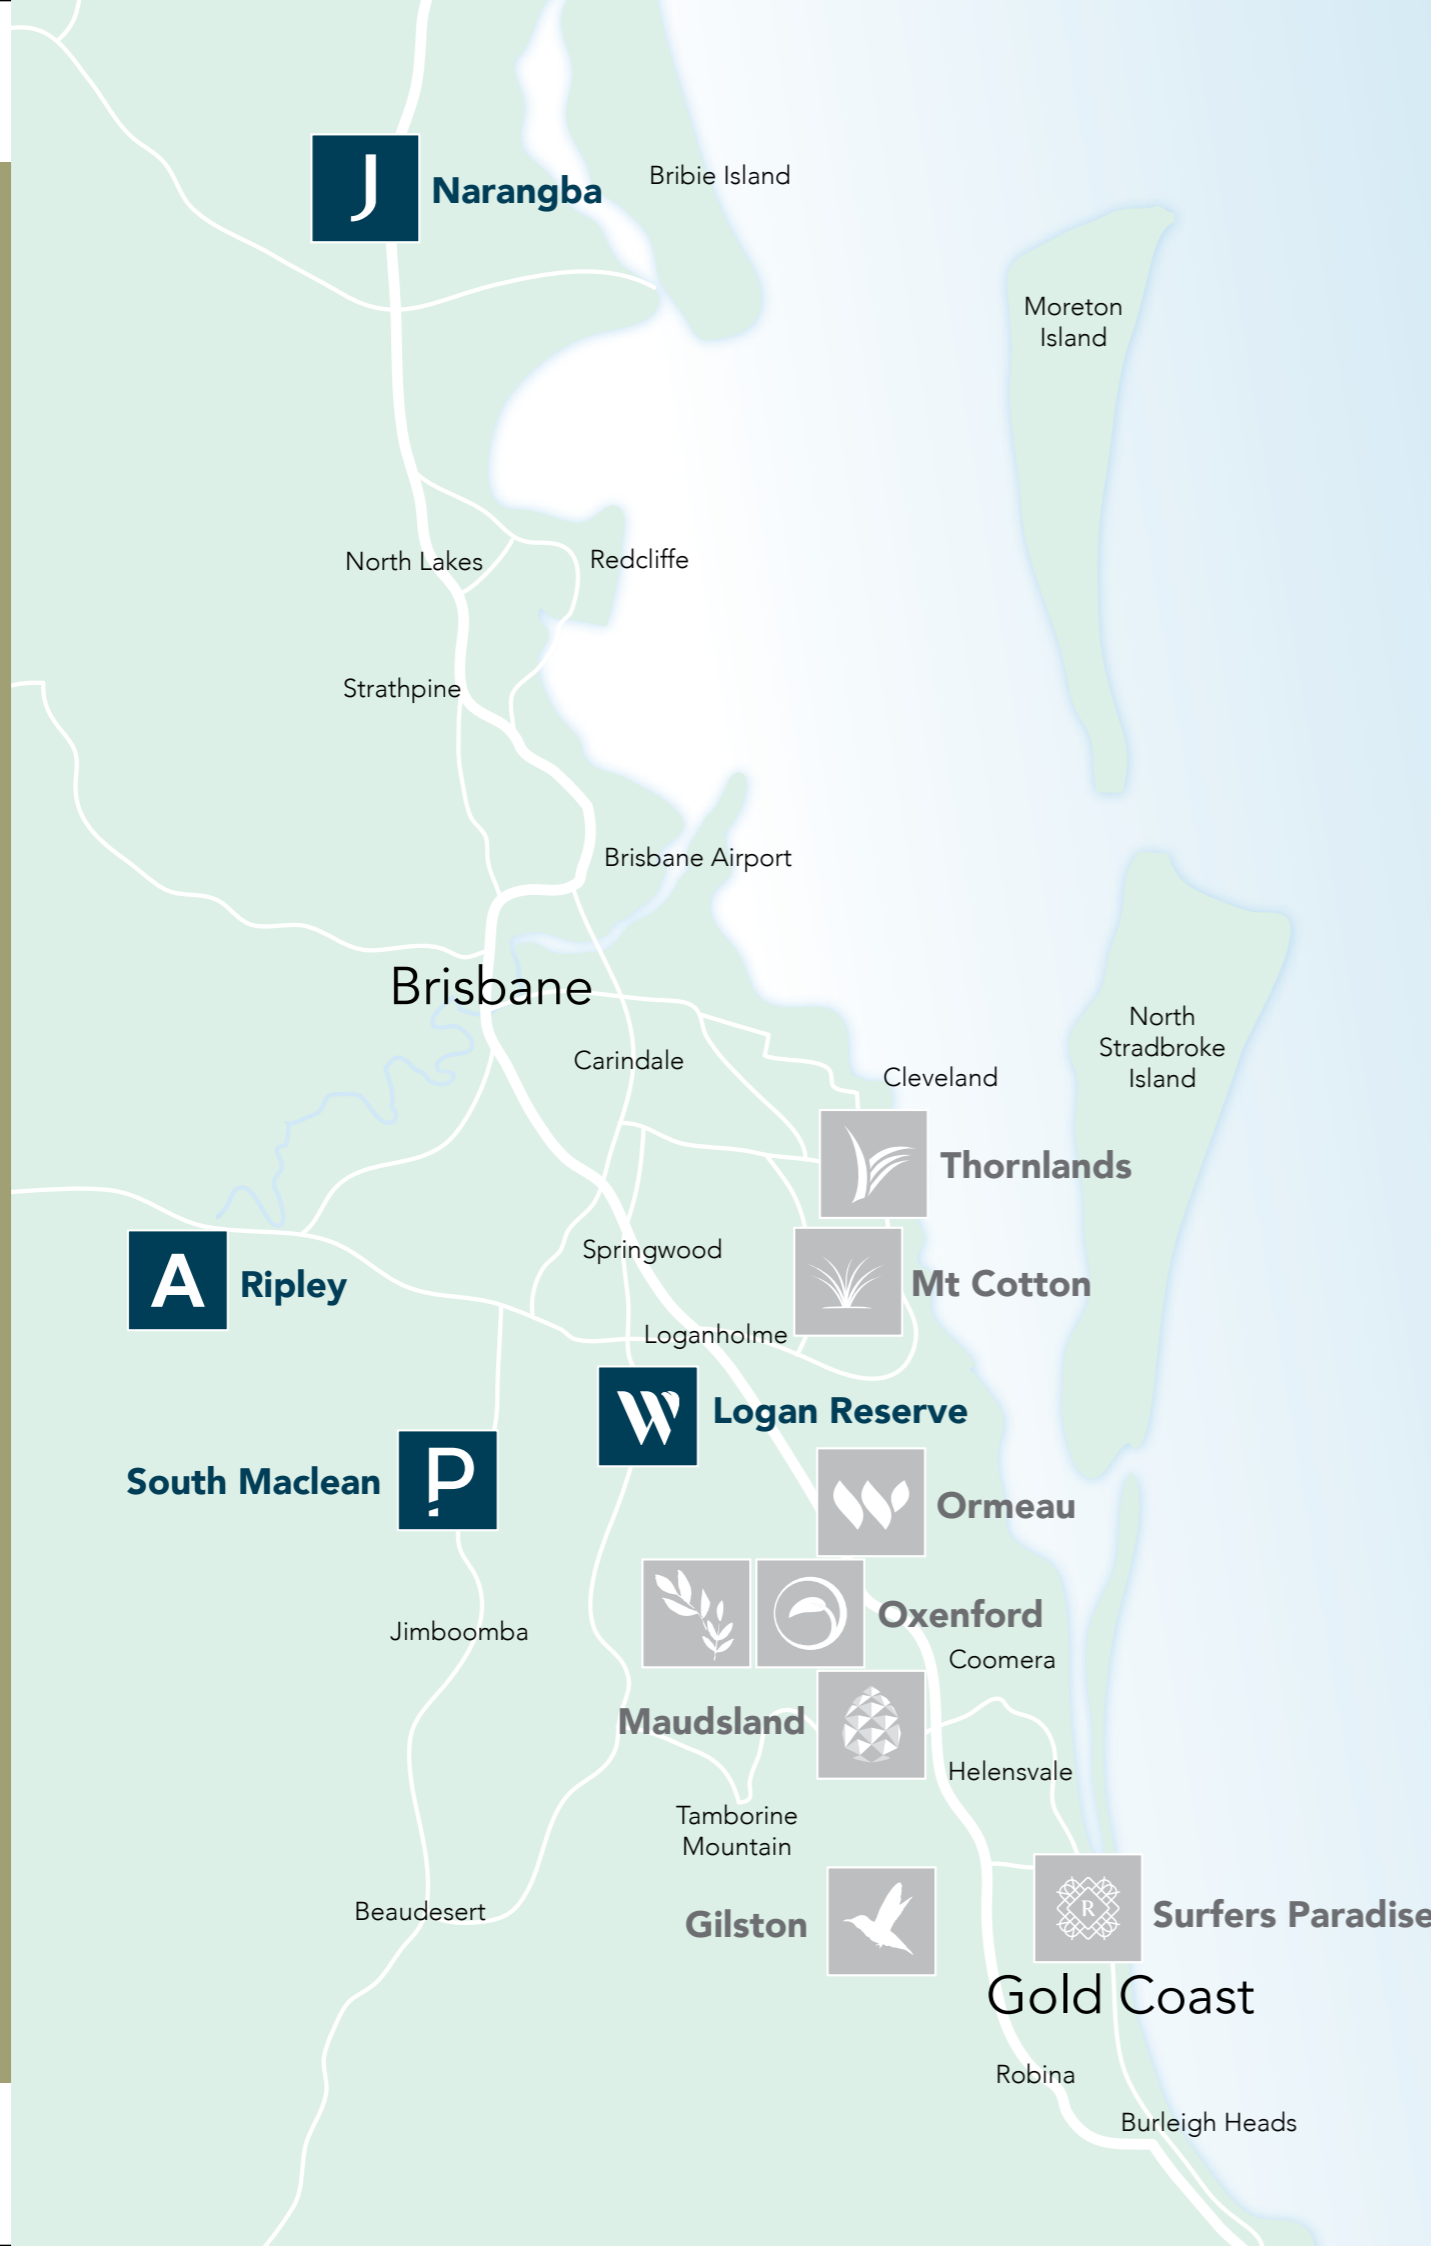 J
Narangba
Bribie Island
Moreton
Island
North Lakes
Redcliffe
Strathpine
Brisbane Airport
Brisbane
North
Stradbroke
Island
Carindale
Cleveland
Thornlands
Springwood
A
Ripley
Mt Cotton
Loganholme
W
Logan Reserve
South Maclean
P
Ormeau
Oxenford
Jimboomba
Coomera
Maudsland
Helensvale
Tamborine
Mountain
Beaudesert
Gilston
R
Surfers Paradise
Gold Coast
Robina
Burleigh Heads